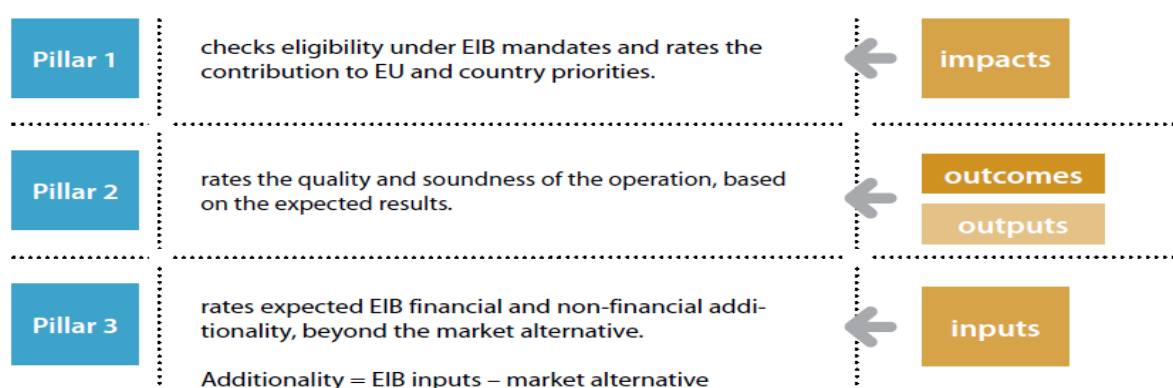 Pillar 1
checks eligibility under EIB mandates and rates the
contribution to EU and country priorities.
impacts
Pillar 2
rates the quality and soundness of the operation, based
on the expected results.
outcomes
outputs
Pillar 3
rates expected EIB financial and non-financial addi-
tionality, beyond the market alternative.
Additionality = EIB inputs – market alternative
inputs